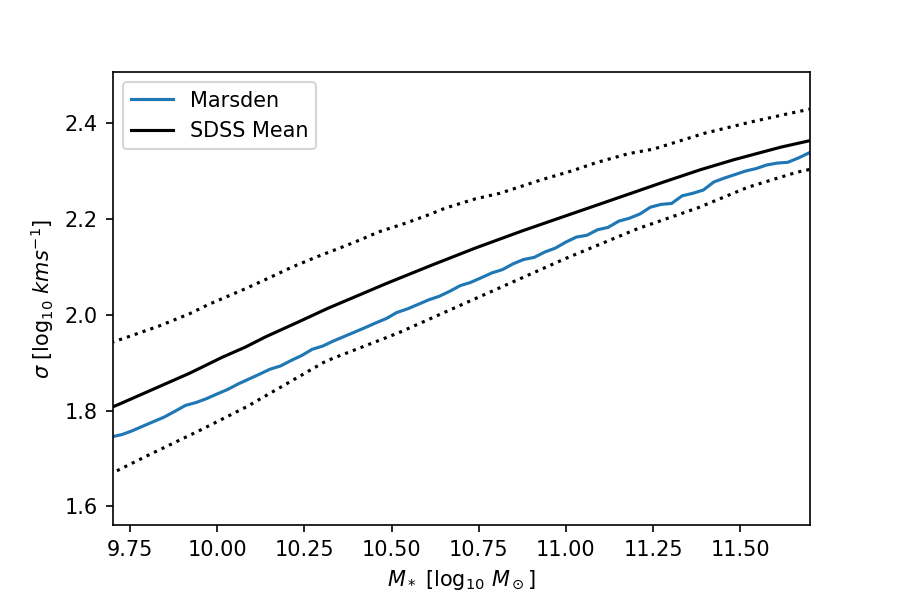 Marsden
SDSS Mean
2.4
2.2
2.0
1.8
1.6
σ [log₁₀ kms⁻¹]
9.75 10.00 10.25 10.50 10.75 11.00 11.25 11.50
M* [log₁₀ M⊙]